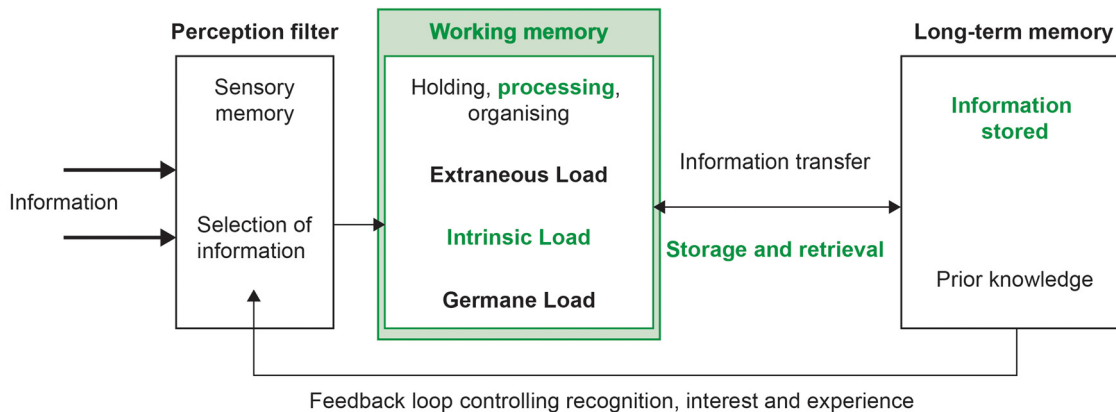 Perception filter
Sensory
memory
Information
Selection of
information
Working memory
Holding, processing,
organising
Extraneous Load
Intrinsic Load
Germane Load
Information transfer
Storage and retrieval
Long-term memory
Information
stored
Prior knowledge
Feedback loop controlling recognition, interest and experience